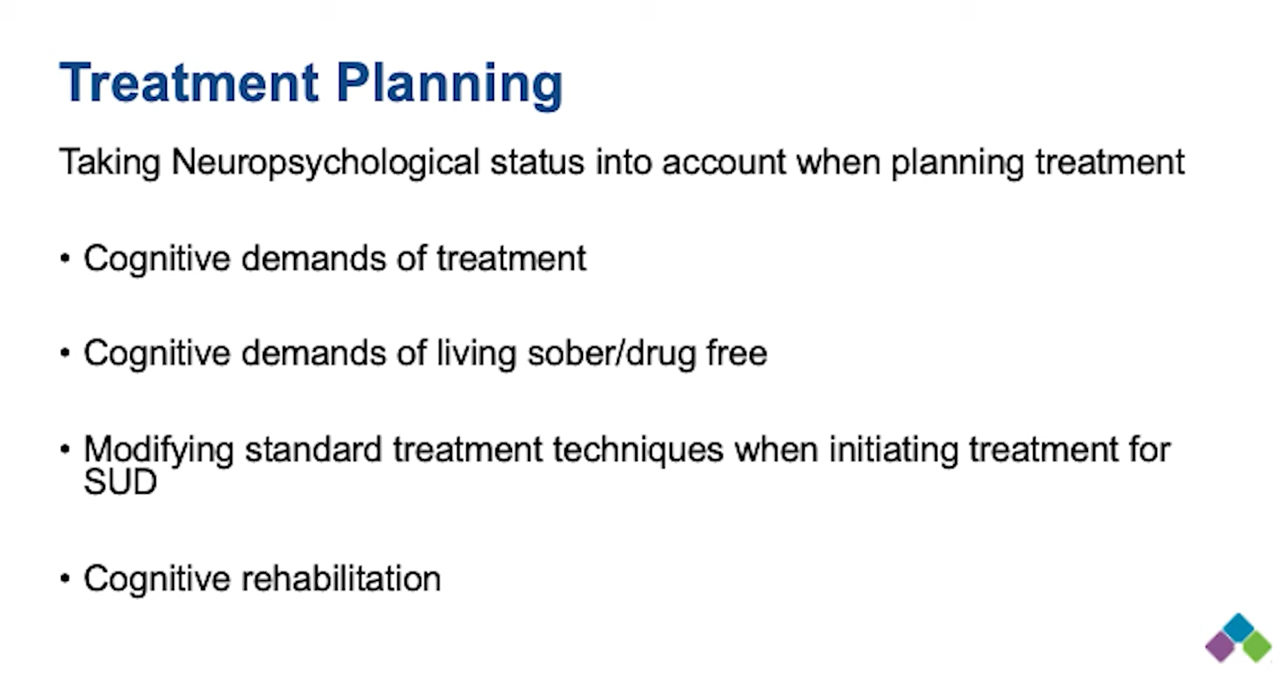 Treatment Planning
Taking Neuropsychological status into account when planning treatment
• Cognitive demands of treatment
• Cognitive demands of living sober/drug free
• Modifying standard treatment techniques when initiating treatment for
SUD
• Cognitive rehabilitation